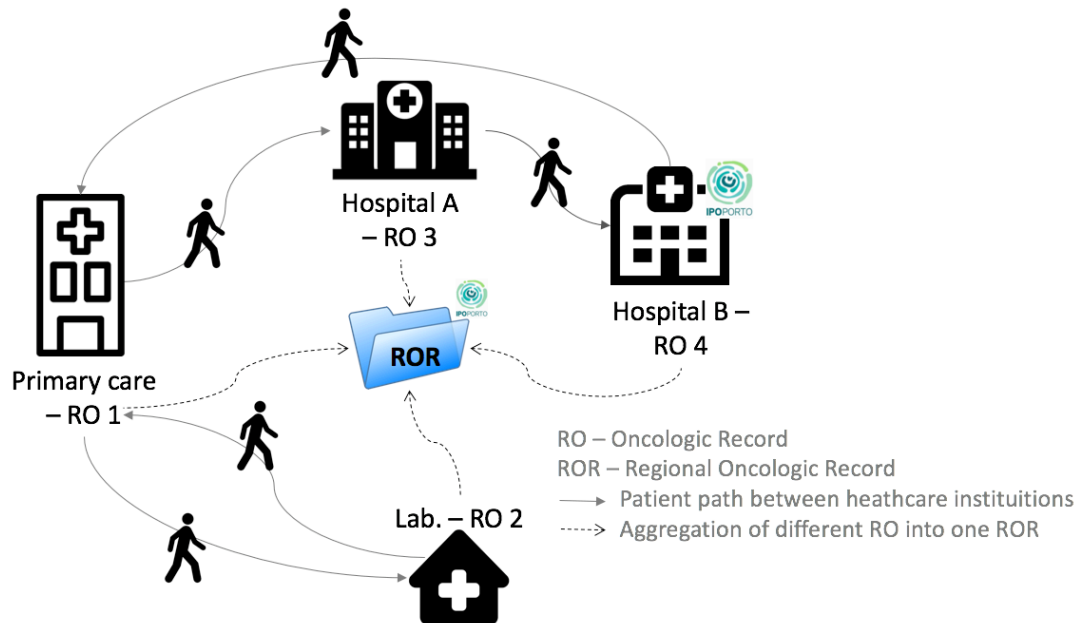 Hospital A
– RO 3
IPOPORTO
Hospital B –
RO 4
IPOPORTO
ROR
Primary care
– RO 1
Lab. – RO 2
RO – Oncologic Record
ROR – Regional Oncologic Record
Patient path between heathcare instituitions
Aggregation of different RO into one ROR